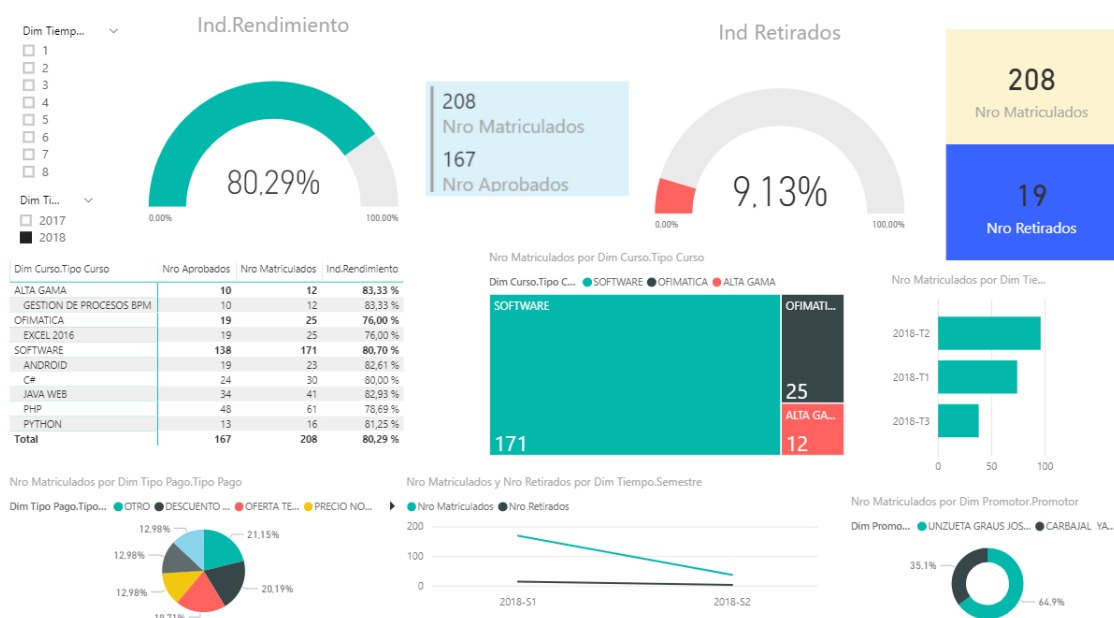 Dim Tiemp...
1
2
3
4
5
6
7
8
Dim Ti...
2017
2018
Ind.Rendimiento
80,29%
0,00%
100,00%
208
Nro Matriculados
167
Nro Aprobados
Ind Retirados
9,13%
0,00%
100,00%
208
Nro Matriculados
19
Nro Retirados
Dim Curso.Tipo Curso Nro Aprobados Nro Matriculados Ind.Rendimiento
ALTA GAMA 10 12 83,33 %
GESTION DE PROCESOS BPM 10 12 83,33 %
OFIMATICA 19 25 76,00 %
EXCEL 2016 19 25 76,00 %
SOFTWARE 138 171 80,70 %
ANDROID 19 23 82,61 %
C# 24 30 80,00 %
JAVA WEB 34 41 82,93 %
PHP 48 61 78,69 %
PYTHON 13 16 81,25 %
Total 167 208 80,29 %
Nro Matriculados por Dim Curso.Tipo Curso
Dim Curso.Tipo C... SOFTWARE OFIMATICA ALTA GAMA
SOFTWARE
171
OFIMATI...
25
ALTA GA...
12
Nro Matriculados por Dim Tie...
2018-T2
2018-T1
2018-T3
0 50 100
Nro Matriculados por Dim Tipo Pago.Tipo Pago
Dim Tipo Pago.Tipo... OTRO DESCUENTO ... OFERTA TE... PRECIO NO...
12,98%
21,15%
12,98%
12,98%
20,19%
19,71%
Nro Matriculados y Nro Retirados por Dim Tiempo.Semestre
Nro Matriculados Nro Retirados
200
100
0
2018-S1 2018-S2
Nro Matriculados por Dim Promotor.Promotor
Dim Promo... UNZUETA GRAUS JOS... CARBAJAL YA...
35,1%
64,9%